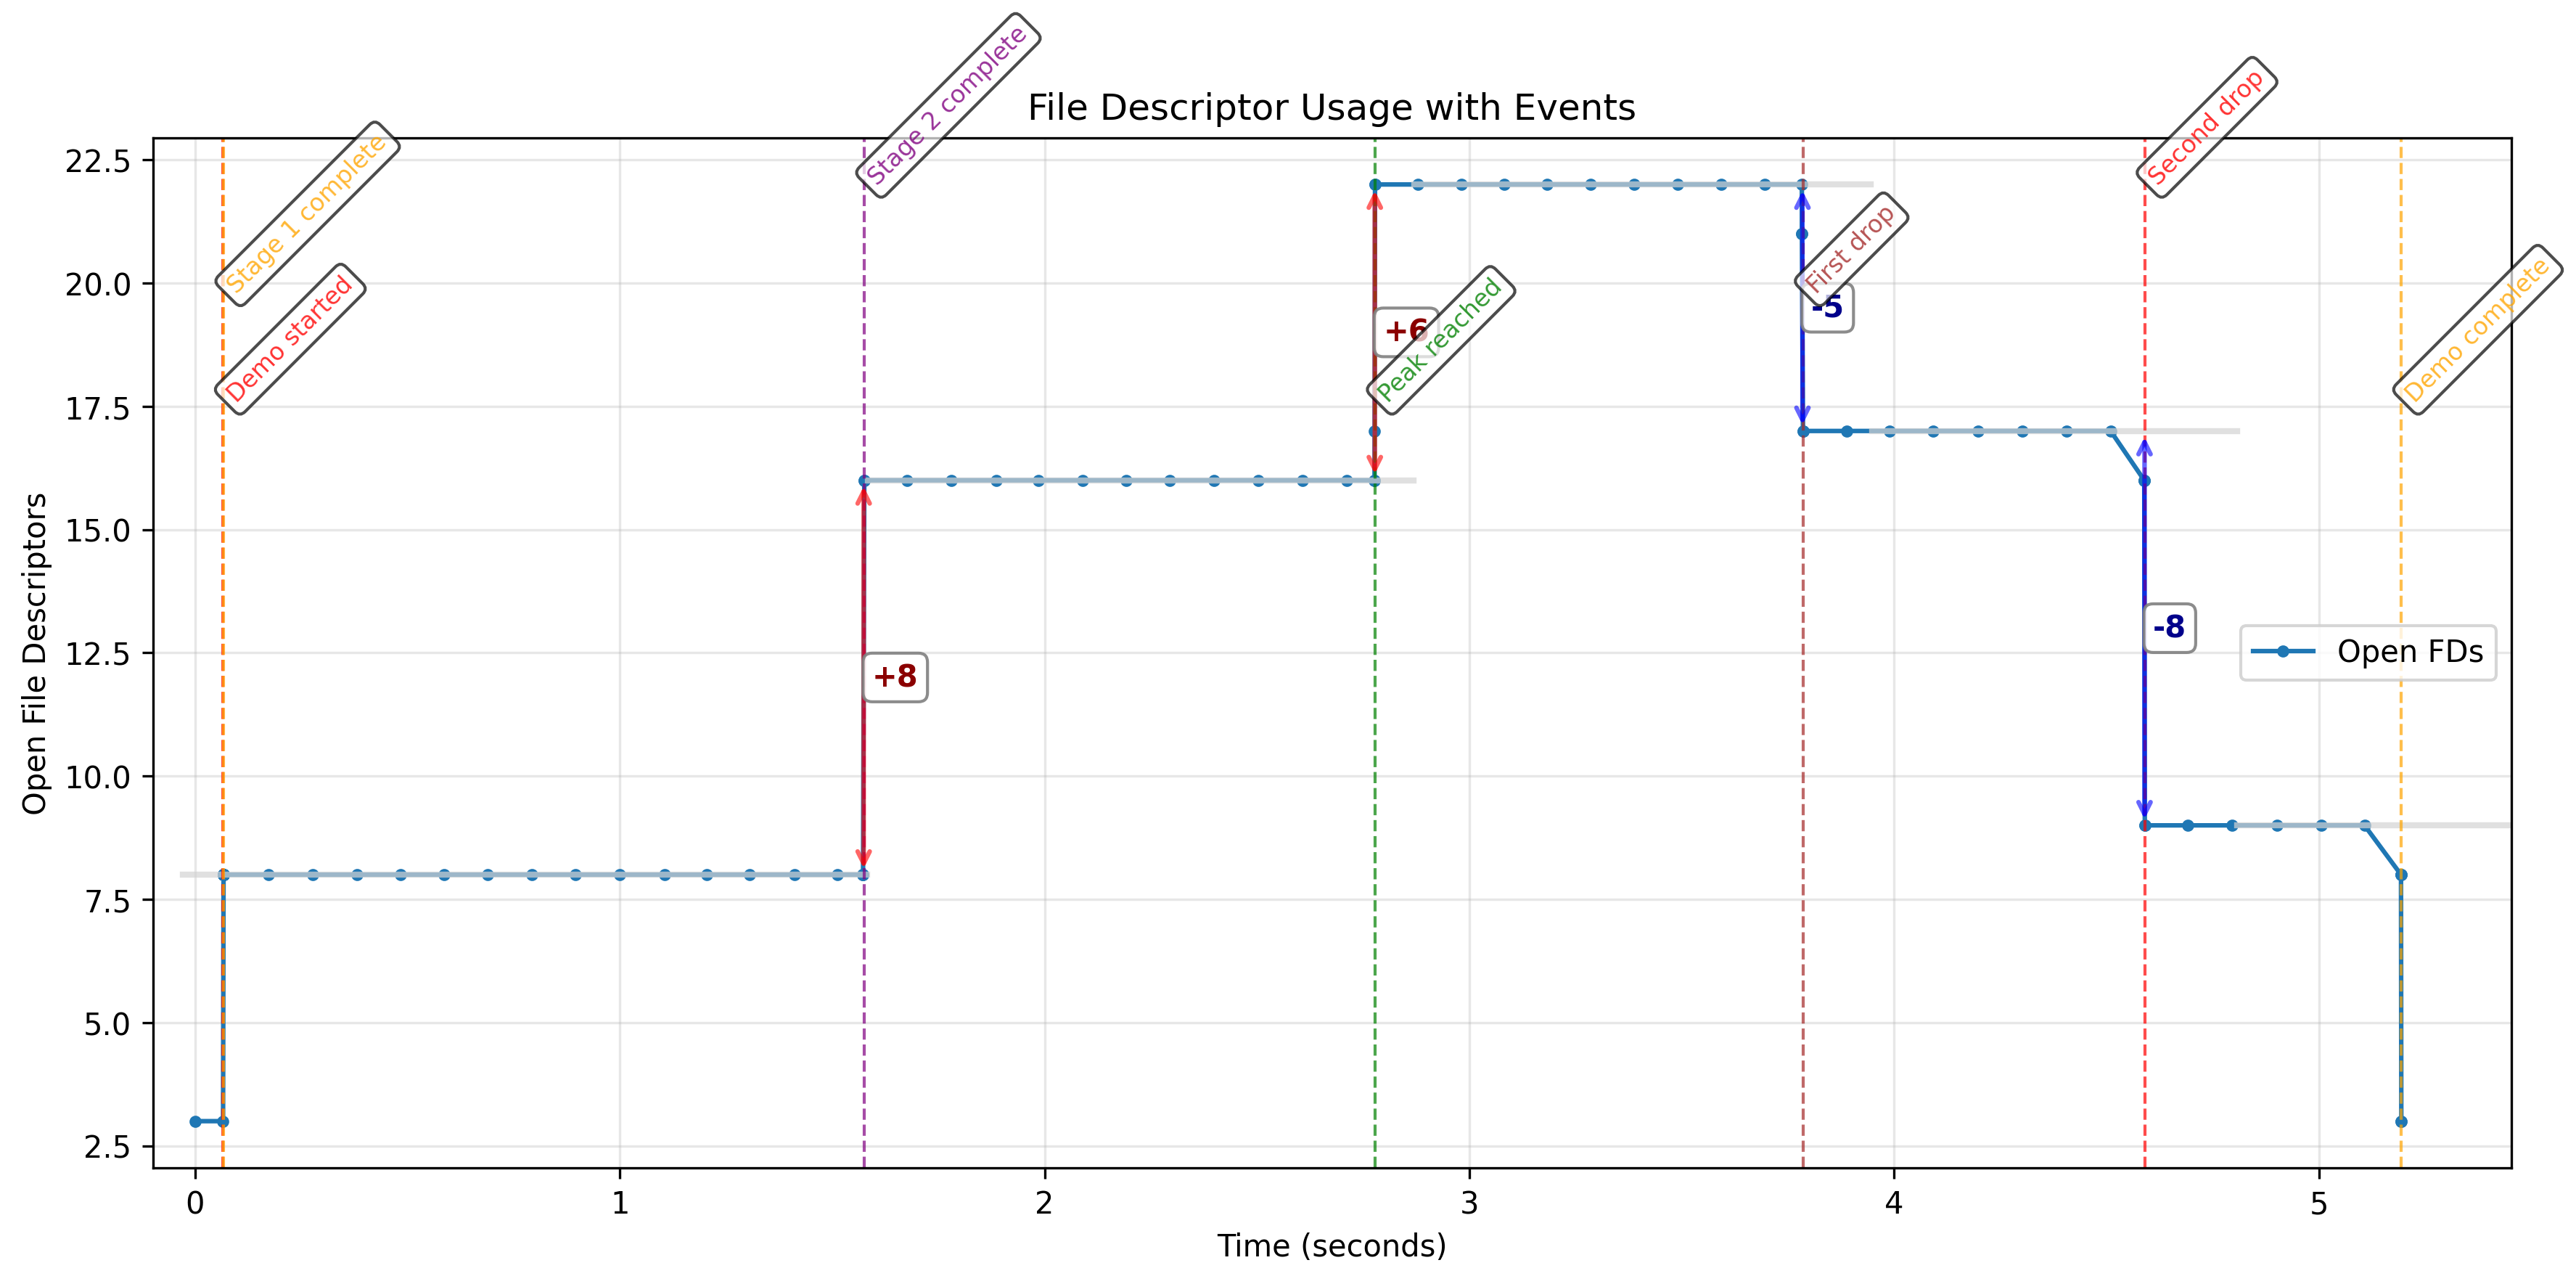 File Descriptor Usage with Events
Stage 1 complete
Demo started
Stage 2 complete
Peak reached
First drop
Second drop
Demo complete
+8
+6
-5
-8
Open FDs
Open File Descriptors
22.5
20.0
17.5
15.0
12.5
10.0
7.5
5.0
2.5
0 1 2 3 4 5
Time (seconds)